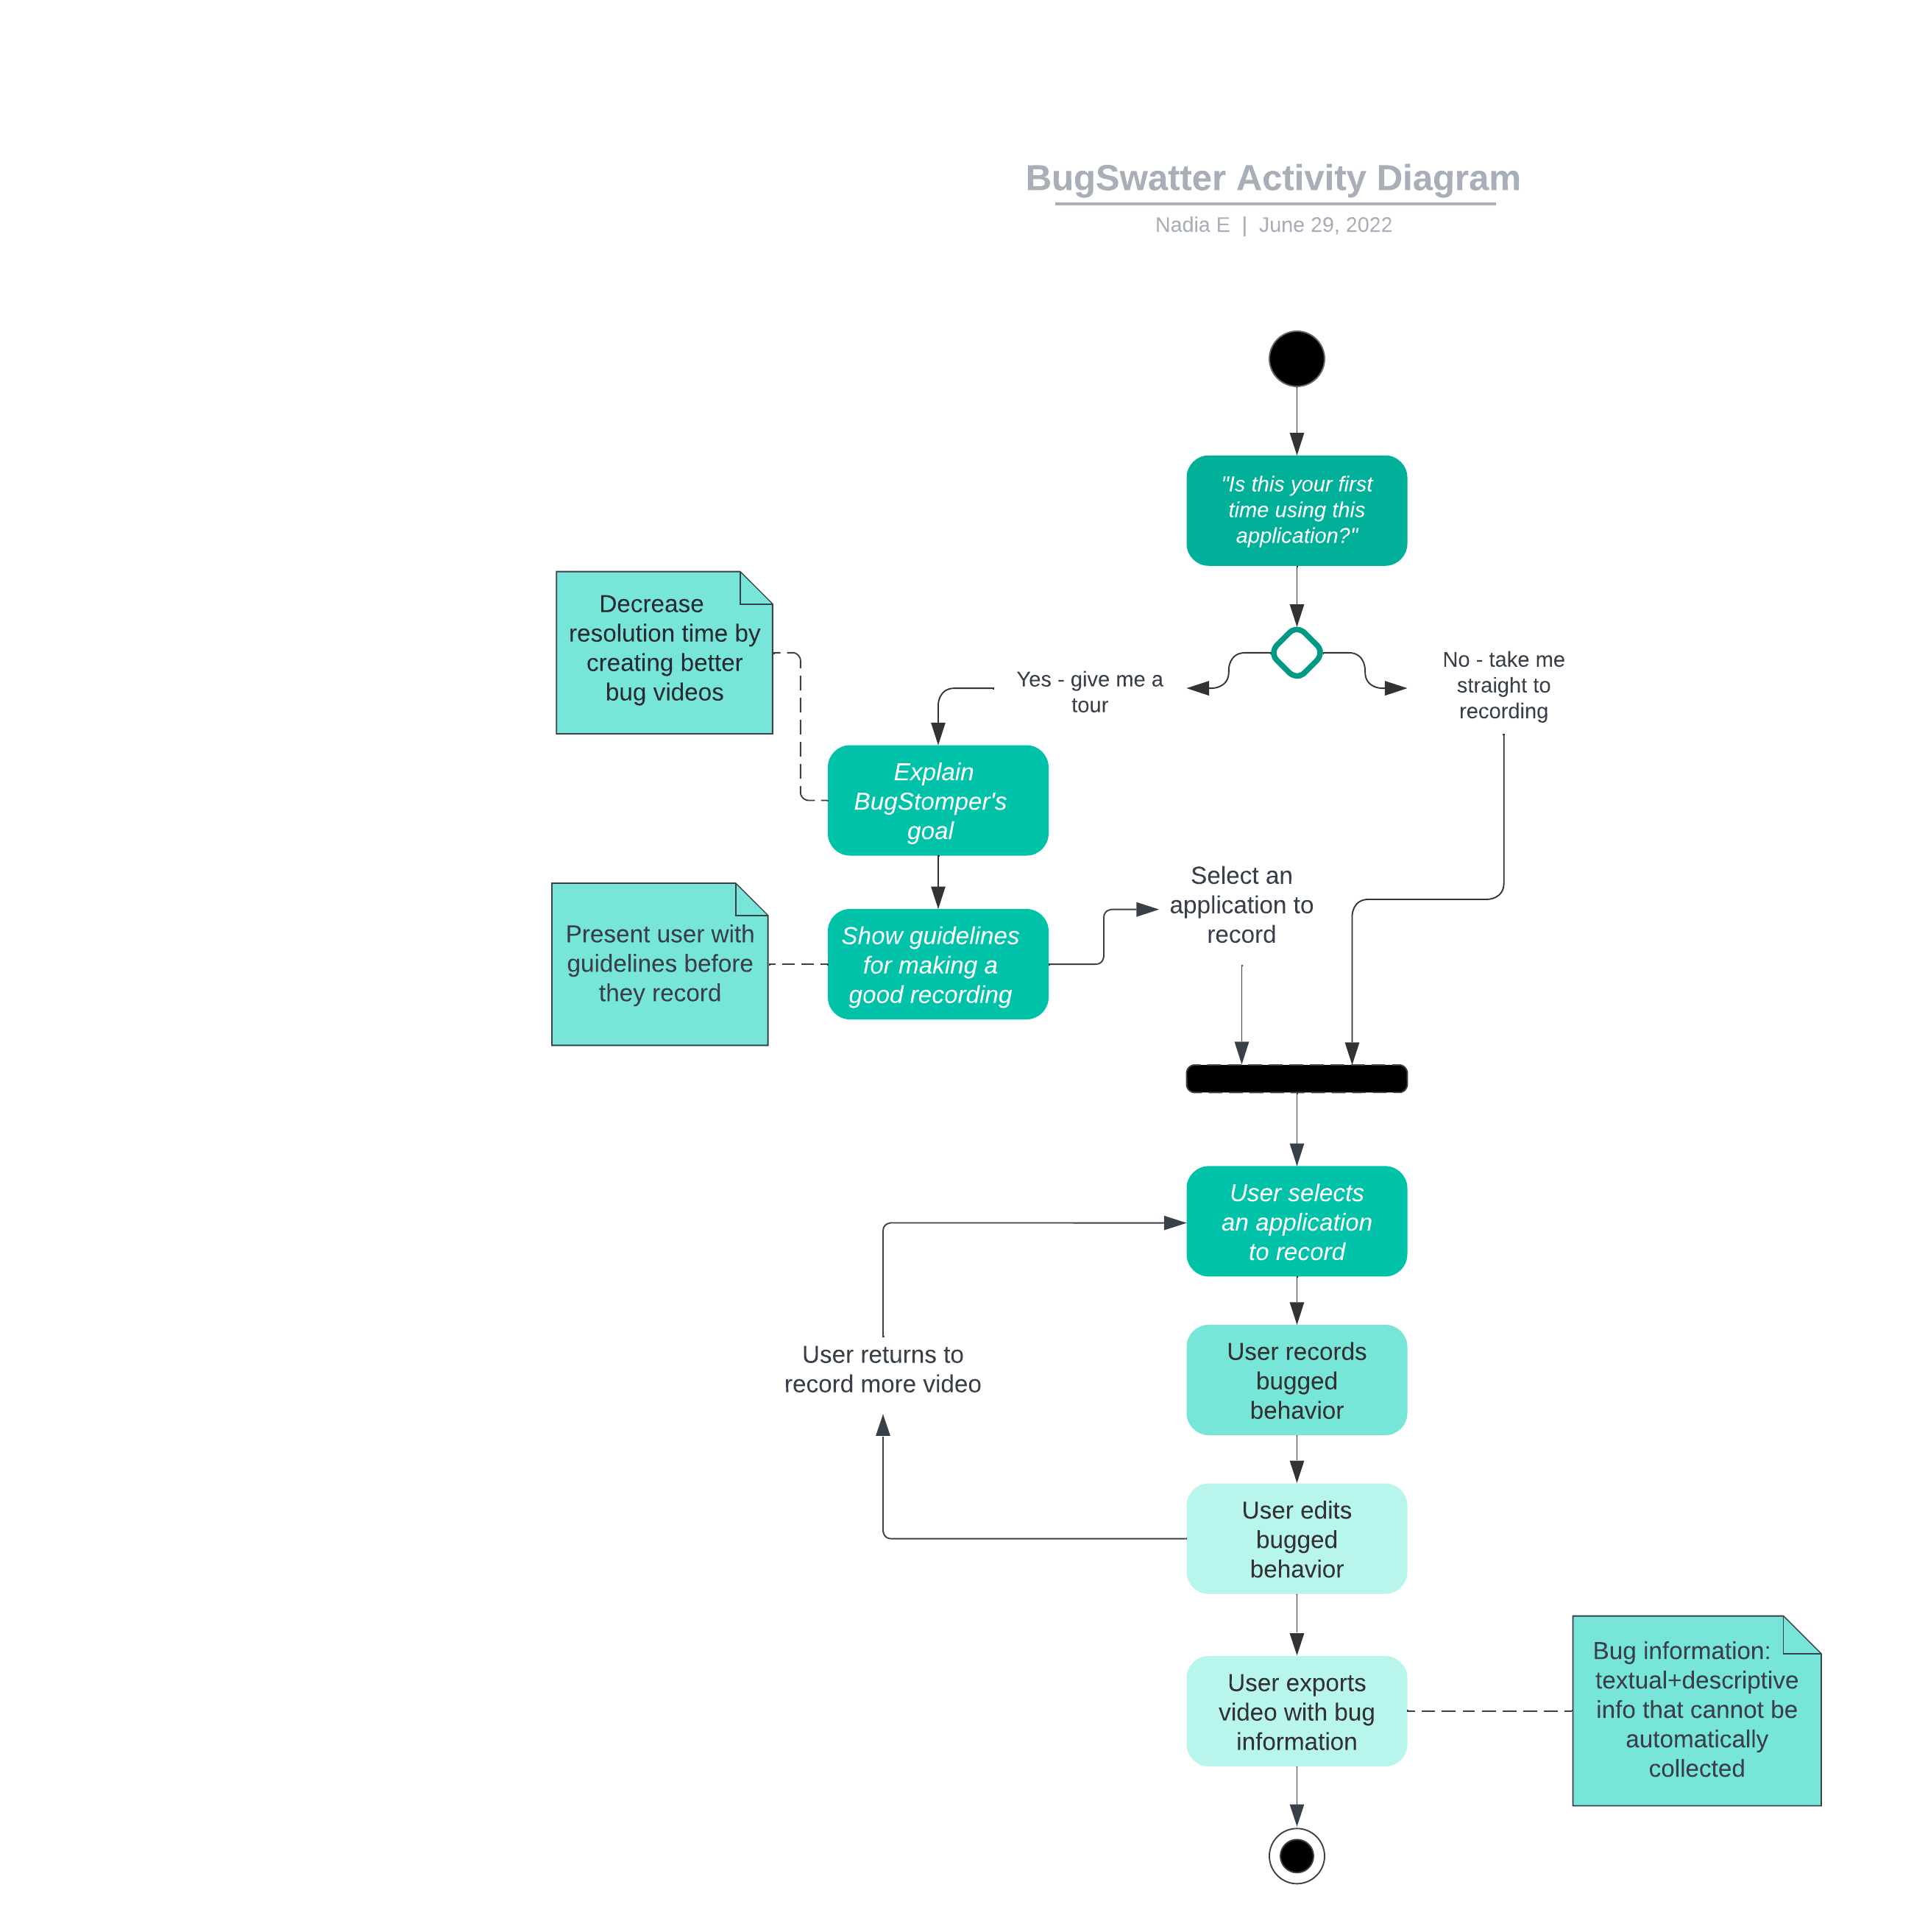 BugSwatter Activity Diagram
Nadia E | June 29, 2022
"Is this your first
time using this
application?"
Decrease
resolution time by
creating better
bug videos
Yes - give me a
tour
No - take me
straight to
recording
Explain
BugStomper's
goal
Present user with
guidelines before
they record
Show guidelines
for making a
good recording
Select an
application to
record
User selects
an application
to record
User returns to
record more video
User records
bugged
behavior
User edits
bugged
behavior
User exports
video with bug
information
Bug information:
textual+descriptive
info that cannot be
automatically
collected